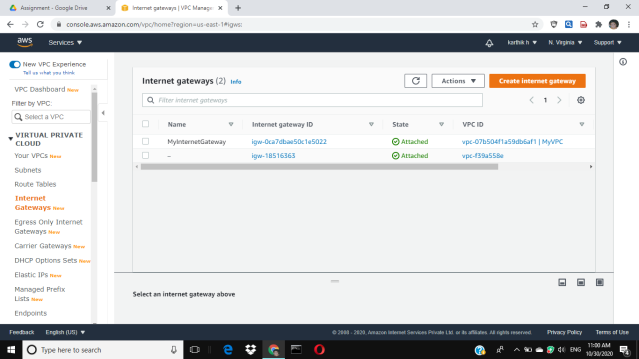 Assignment - Google Drive
Internet gateways | VPC Manage
console.aws.amazon.com/vpc/home?region=us-east-1#igws:
aws
Services
karthik h
N. Virginia
Support
New VPC Experience
Tell us what you think
VPC Dashboard New
Filter by VPC:
Select a VPC
VIRTUAL PRIVATE
CLOUD
Your VPCs New
Subnets
Route Tables
Internet
Gateways New
Egress Only Internet
Gateways New
Carrier Gateways New
DHCP Options Sets New
Elastic IPs New
Managed Prefix
Lists New
Endpoints
Internet gateways (2) Info
Actions
Create internet gateway
Filter internet gateways
1
Name Internet gateway ID State VPC ID
MyInternetGateway igw-0ca7dbae50c1e5022 Attached vpc-07b504f1a59db6af1 | MyVPC
– igw-18516363 Attached vpc-f39a558e
Select an internet gateway above
Feedback English (US) © 2008 - 2020, Amazon Internet Services Private Ltd. or its affiliates. All rights reserved. Privacy Policy Terms of Use
Type here to search
ENG
11:00 AM
10/30/2020